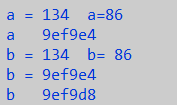 a = 134  a=86
a   9ef9e4
b = 134  b= 86
b = 9ef9e4
b   9ef9d8